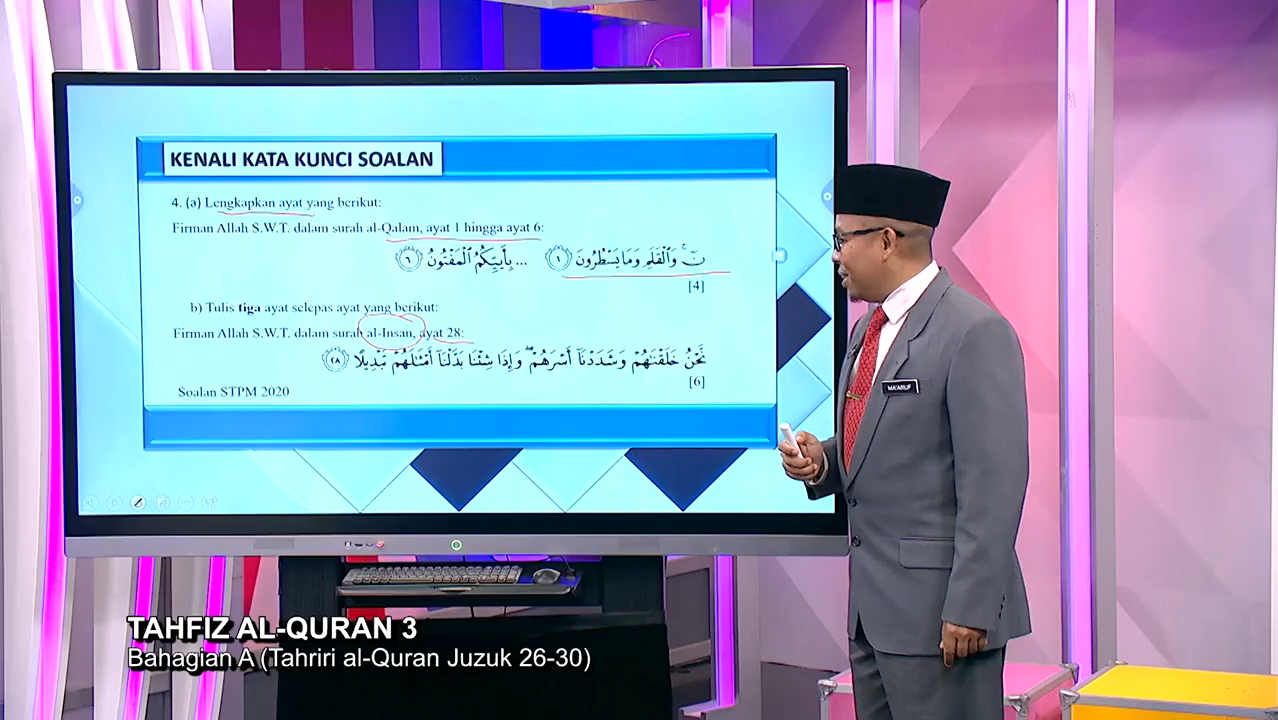 KENALI KATA KUNCI SOALAN
4. (a) Lengkapkan ayat yang berikut:
Firman Allah S.W.T. dalam surah al-Qalam, ayat 1 hingga ayat 6:
نٓ ۚ وَٱلْقَلَمِ وَمَا يَسْطُرُونَ ١ ... بِأَييِّكُمُ ٱلْمَفْتُونُ ٦
[4]
b) Tulis tiga ayat selepas ayat yang berikut:
Firman Allah S.W.T. dalam surah al-Insan, ayat 28:
نَّحْنُ خَلَقْنَٰهُمْ وَشَدَدْنَآ أَسْرَهُمْ ۖ وَإِذَا شِئْنَا بَدَّلْنَآ أَمْثَٰلَهُمْ تَبْدِيلًا ٢٨
[6]
Soalan STPM 2020
MA'ARUF
TAHFIZ AL-QURAN 3
Bahagian A (Tahriri al-Quran Juzuk 26-30)